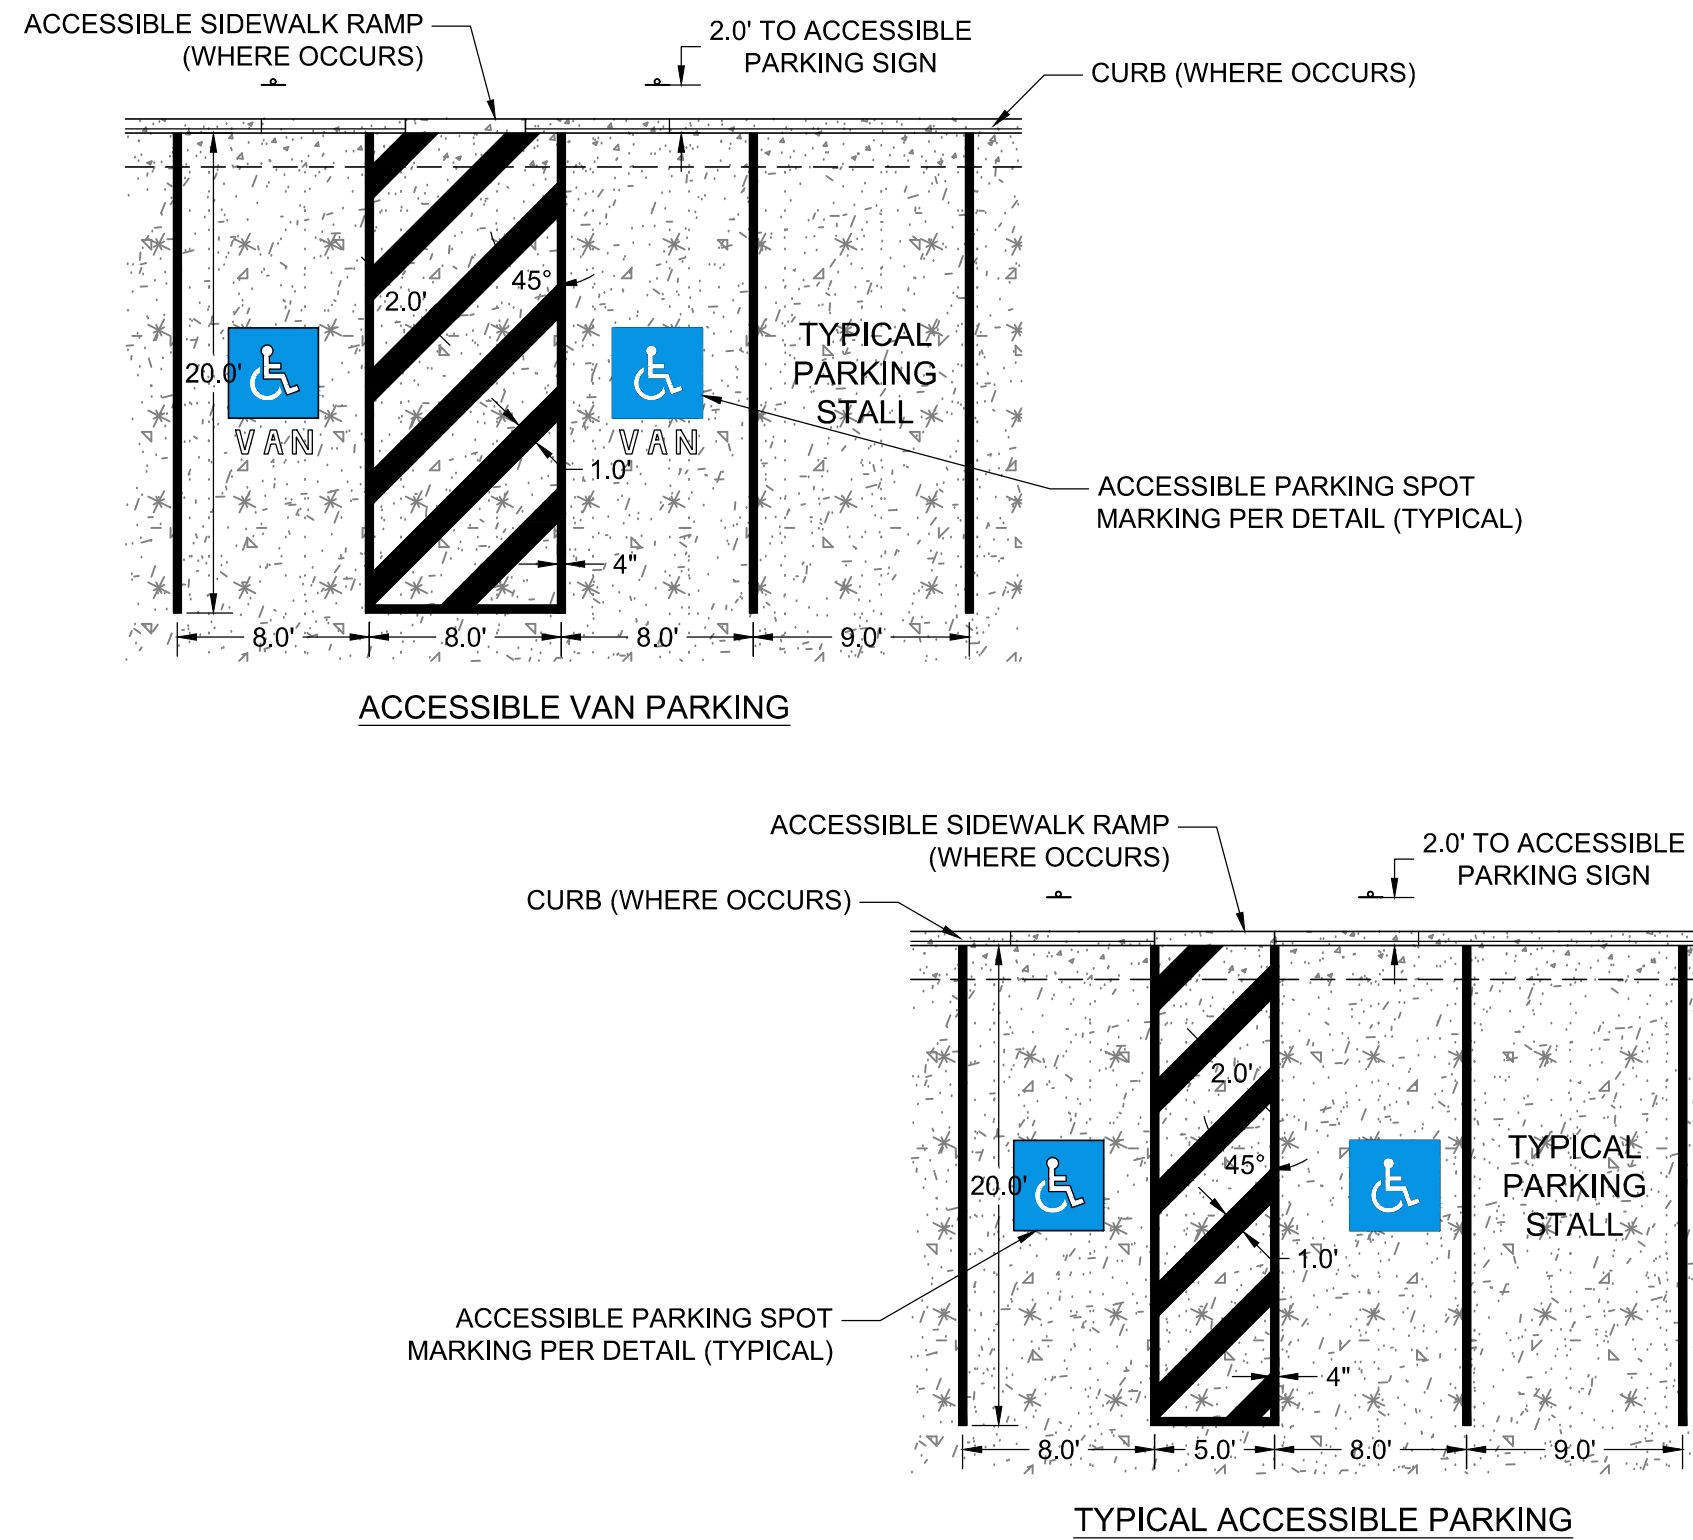 ACCESSIBLE SIDEWALK RAMP
(WHERE OCCURS)
2.0' TO ACCESSIBLE
PARKING SIGN
CURB (WHERE OCCURS)
45°
2.0'
20.0'
TYPICAL
PARKING
STALL
VAN
VAN
1.0'
ACCESSIBLE PARKING SPOT
MARKING PER DETAIL (TYPICAL)
4"
8.0'
8.0'
8.0'
9.0'
ACCESSIBLE VAN PARKING
ACCESSIBLE SIDEWALK RAMP
(WHERE OCCURS)
2.0' TO ACCESSIBLE
PARKING SIGN
CURB (WHERE OCCURS)
2.0'
45°
20.0'
TYPICAL
PARKING
STALL
1.0'
ACCESSIBLE PARKING SPOT
MARKING PER DETAIL (TYPICAL)
4"
8.0'
5.0'
8.0'
9.0'
TYPICAL ACCESSIBLE PARKING